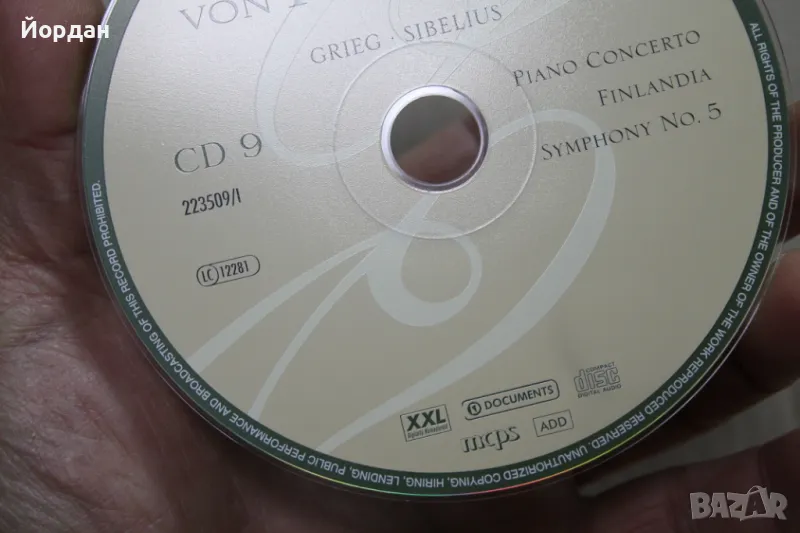 Йордан
VON
GRIEG · SIBELIUS
PIANO CONCERTO
FINLANDIA
SYMPHONY NO. 5
CD 9
223509/I
LC 12281
XXL
DOCUMENTS
COMPACT
disc
DIGITAL AUDIO
mcps
ADD
ALL RIGHTS OF THE PRODUCER AND OF THE OWNER OF THE WORK REPRODUCED RESERVED. UNAUTHORIZED COPYING, HIRING, LENDING, PUBLIC PERFORMANCE AND BROADCASTING OF THIS RECORD PROHIBITED.
BAZAR
bg